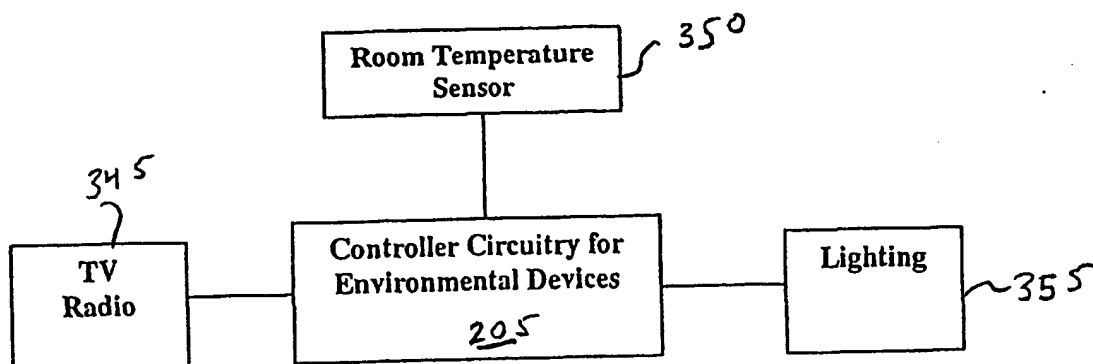 Room Temperature
Sensor
350
345
TV
Radio
Controller Circuitry for
Environmental Devices
205
Lighting
355